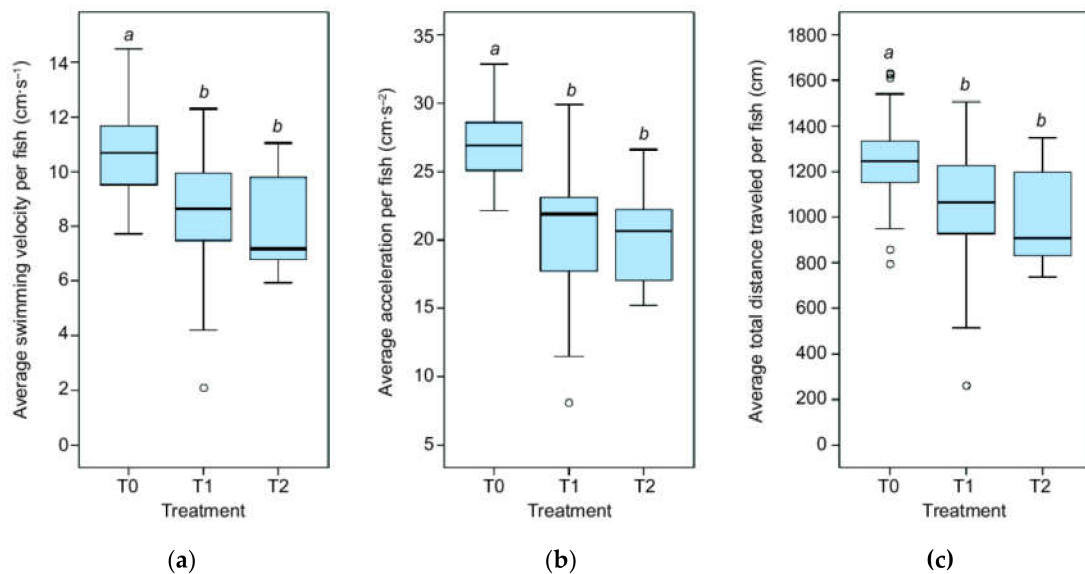 Average swimming velocity per fish (cm·s⁻¹)
14
12
10
8
6
4
2
0
a
b
b
T0 T1 T2
Treatment
(a)
Average acceleration per fish (cm·s⁻²)
35
30
25
20
15
10
5
a
b
b
T0 T1 T2
Treatment
(b)
Average total distance traveled per fish (cm)
1800
1600
1400
1200
1000
800
600
400
200
0
a
b
b
T0 T1 T2
Treatment
(c)